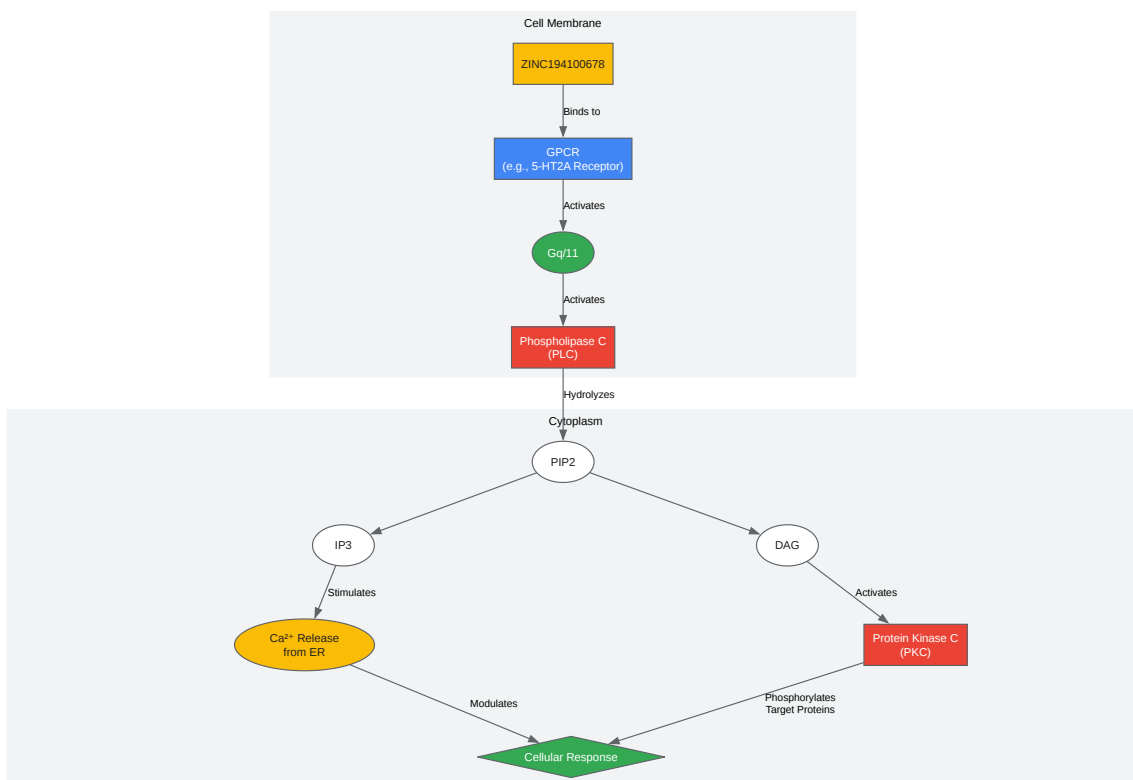 Cell Membrane
ZINC194100678
Binds to
GPCR
(e.g., 5-HT2A Receptor)
Activates
Gq/11
Activates
Phospholipase C
(PLC)
Hydrolyzes
Cytoplasm
PIP2
IP3
DAG
Stimulates
Activates
Ca²⁺ Release
from ER
Protein Kinase C
(PKC)
Modulates
Phosphorylates
Target Proteins
Cellular Response